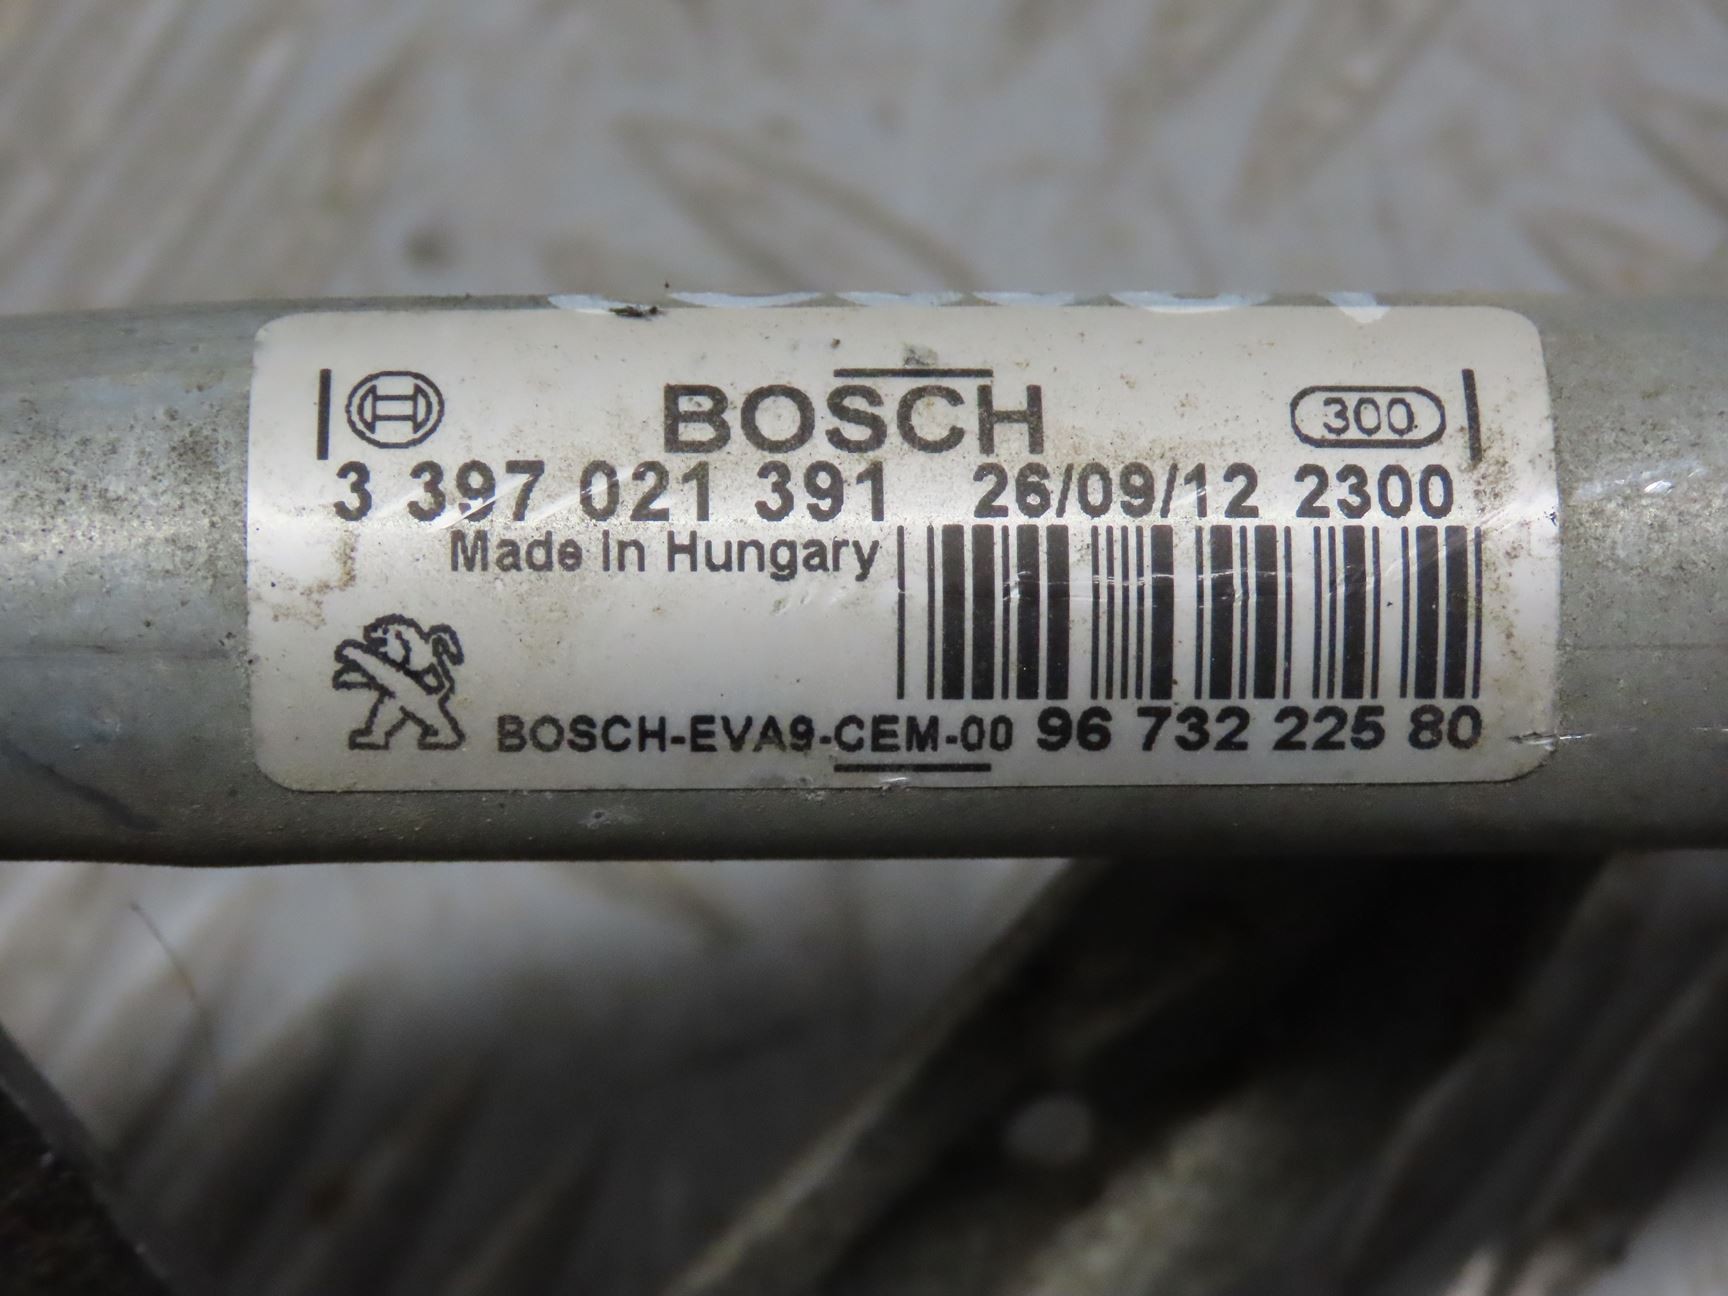 BOSCH 300
3 397 021 391 26/09/12 2300
Made In Hungary
BOSCH-EVA9-CEM-00 96 732 225 80